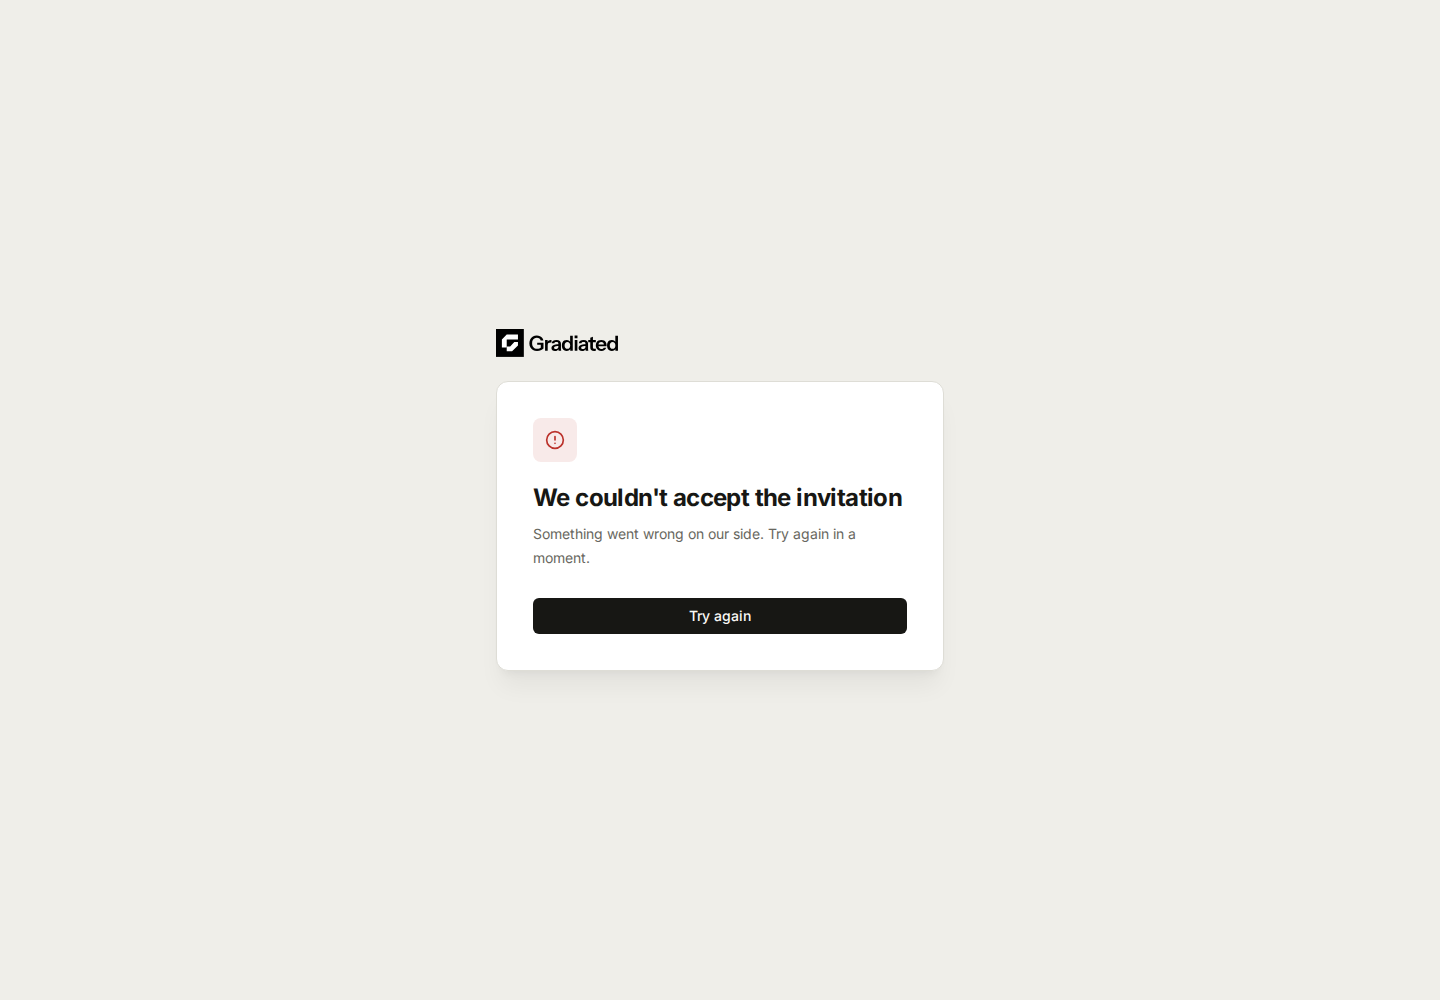 Gradiated
We couldn't accept the invitation
Something went wrong on our side. Try again in a
moment.
Try again